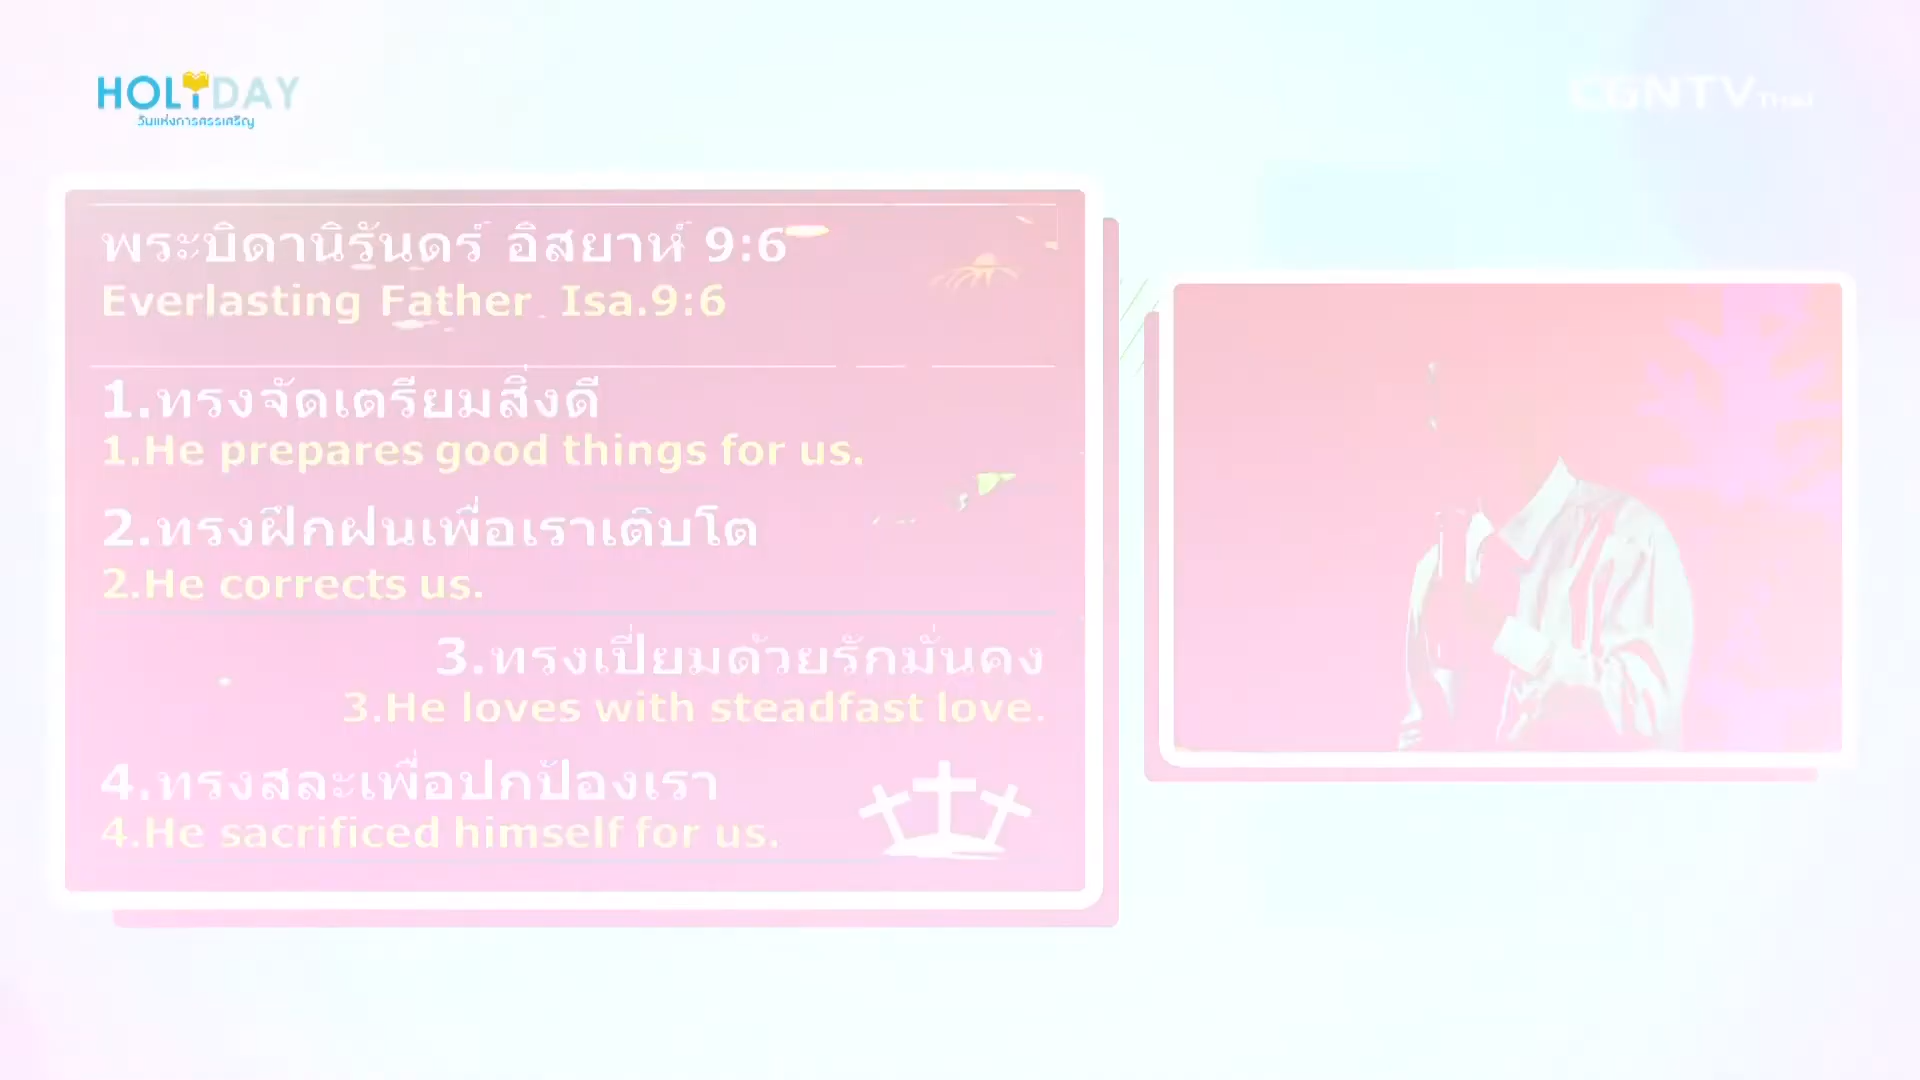 HOLYDAY
วันแห่งการสรรเสริญ
CGNTV Thai
พระบิดานิรันดร์ อิสยาห์ 9:6
Everlasting Father Isa.9:6
1.ทรงจัดเตรียมสิ่งดี
1.He prepares good things for us.
2.ทรงฝึกฝนเพื่อเราเติบโต
2.He corrects us.
3.ทรงเปี่ยมด้วยรักมั่นคง
3.He loves with steadfast love.
4.ทรงสละเพื่อปกป้องเรา
4.He sacrificed himself for us.